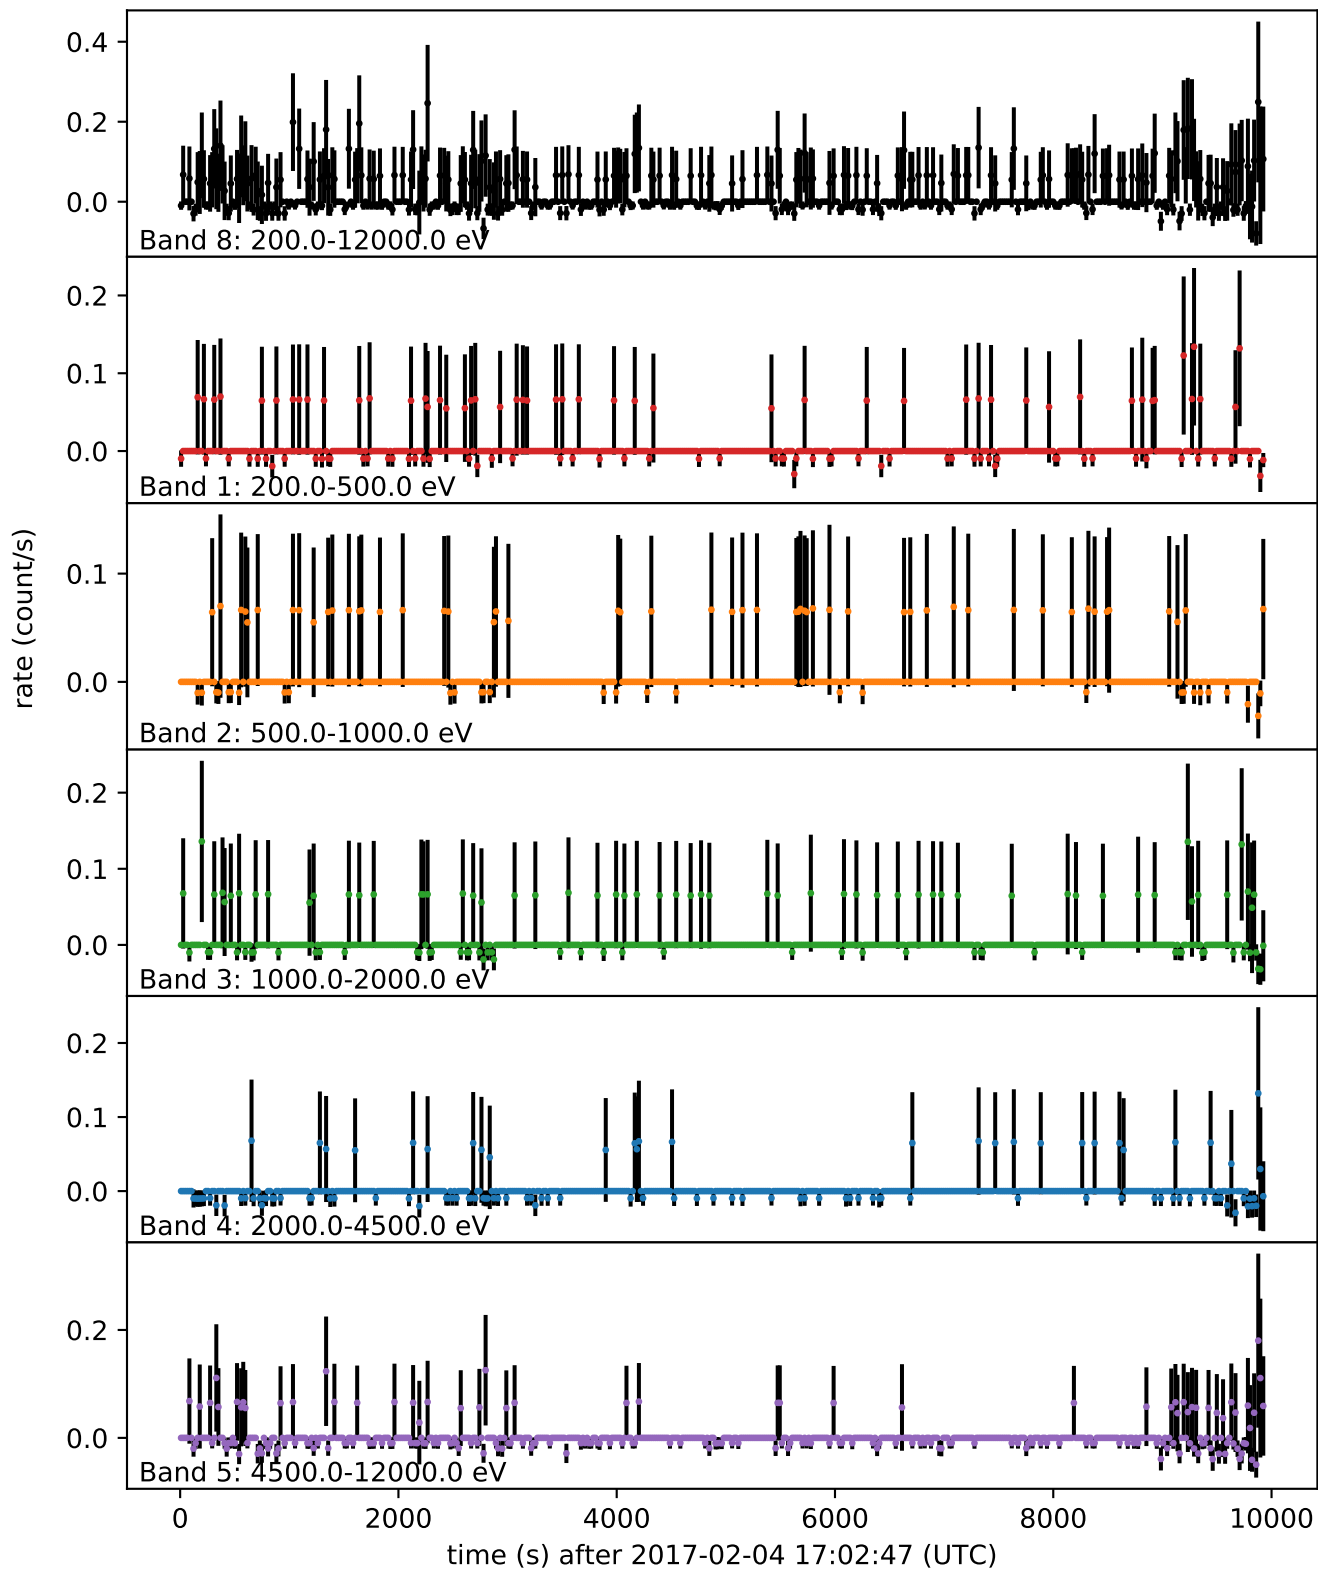 0.4
0.2
0.0
Band 8: 200.0-12000.0 eV
0.2
0.1
0.0
Band 1: 200.0-500.0 eV
0.1
0.0
Band 2: 500.0-1000.0 eV
0.2
0.1
0.0
Band 3: 1000.0-2000.0 eV
0.2
0.1
0.0
Band 4: 2000.0-4500.0 eV
0.2
0.0
Band 5: 4500.0-12000.0 eV
rate (count/s)
0 2000 4000 6000 8000 10000
time (s) after 2017-02-04 17:02:47 (UTC)